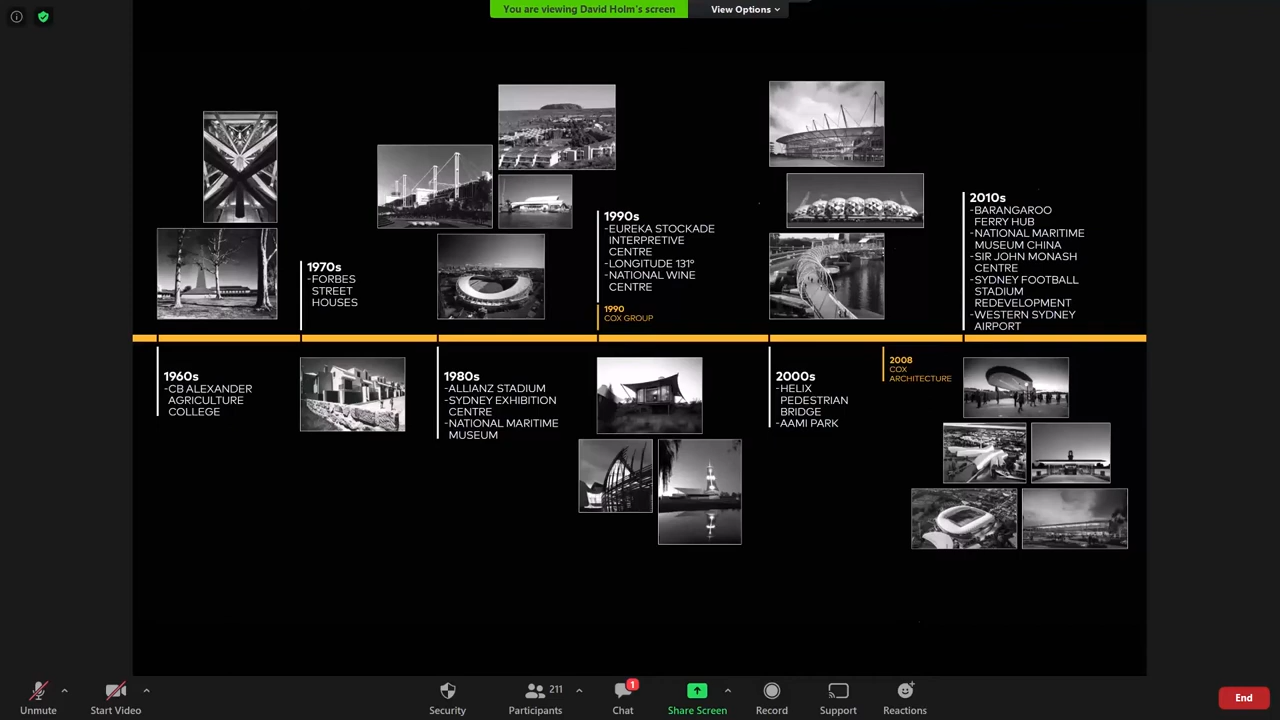 You are viewing David Holm's screen
View Options
1960s
-CB ALEXANDER
AGRICULTURE
COLLEGE
1970s
-FORBES
STREET
HOUSES
1980s
-ALLIANZ STADIUM
-SYDNEY EXHIBITION
CENTRE
-NATIONAL MARITIME
MUSEUM
1990s
-EUREKA STOCKADE
INTERPRETIVE
CENTRE
-LONGITUDE 131º
-NATIONAL WINE
CENTRE
1990
COX GROUP
2000s
-HELIX
PEDESTRIAN
BRIDGE
-AAMI PARK
2008
COX
ARCHITECTURE
2010s
-BARANGAROO
FERRY HUB
-NATIONAL MARITIME
MUSEUM CHINA
-SIR JOHN MONASH
CENTRE
-SYDNEY FOOTBALL
STADIUM
REDEVELOPMENT
-WESTERN SYDNEY
AIRPORT
Unmute
Start Video
Security
Participants
211
Chat
1
Share Screen
Record
Support
Reactions
End